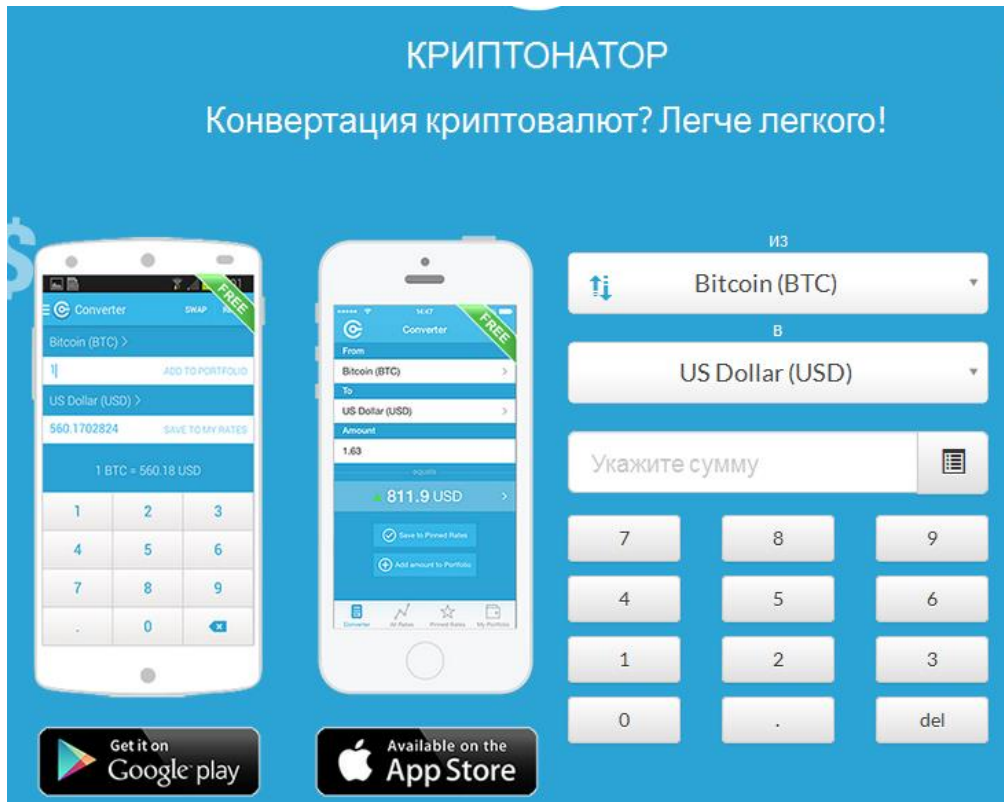 КРИПТОНАТОР
Конвертация криптовалют? Легче легкого!
$
FREE
Converter
SWAP
Bitcoin (BTC) >
1
ADD TO PORTFOLIO
US Dollar (USD) >
560.1702824
SAVE TO MY RATES
1 BTC = 560.18 USD
1 2 3
4 5 6
7 8 9
. 0
14:47
FREE
Converter
From
Bitcoin (BTC)
To
US Dollar (USD)
Amount
1.63
equals
811.9 USD
Save to Pinned Rates
Add amount to Portfolio
Converter All Rates Pinned Rates My Portfolio
из
Bitcoin (BTC)
в
US Dollar (USD)
Укажите сумму
7 8 9
4 5 6
1 2 3
0 . del
Get it on
Google play
Available on the
App Store